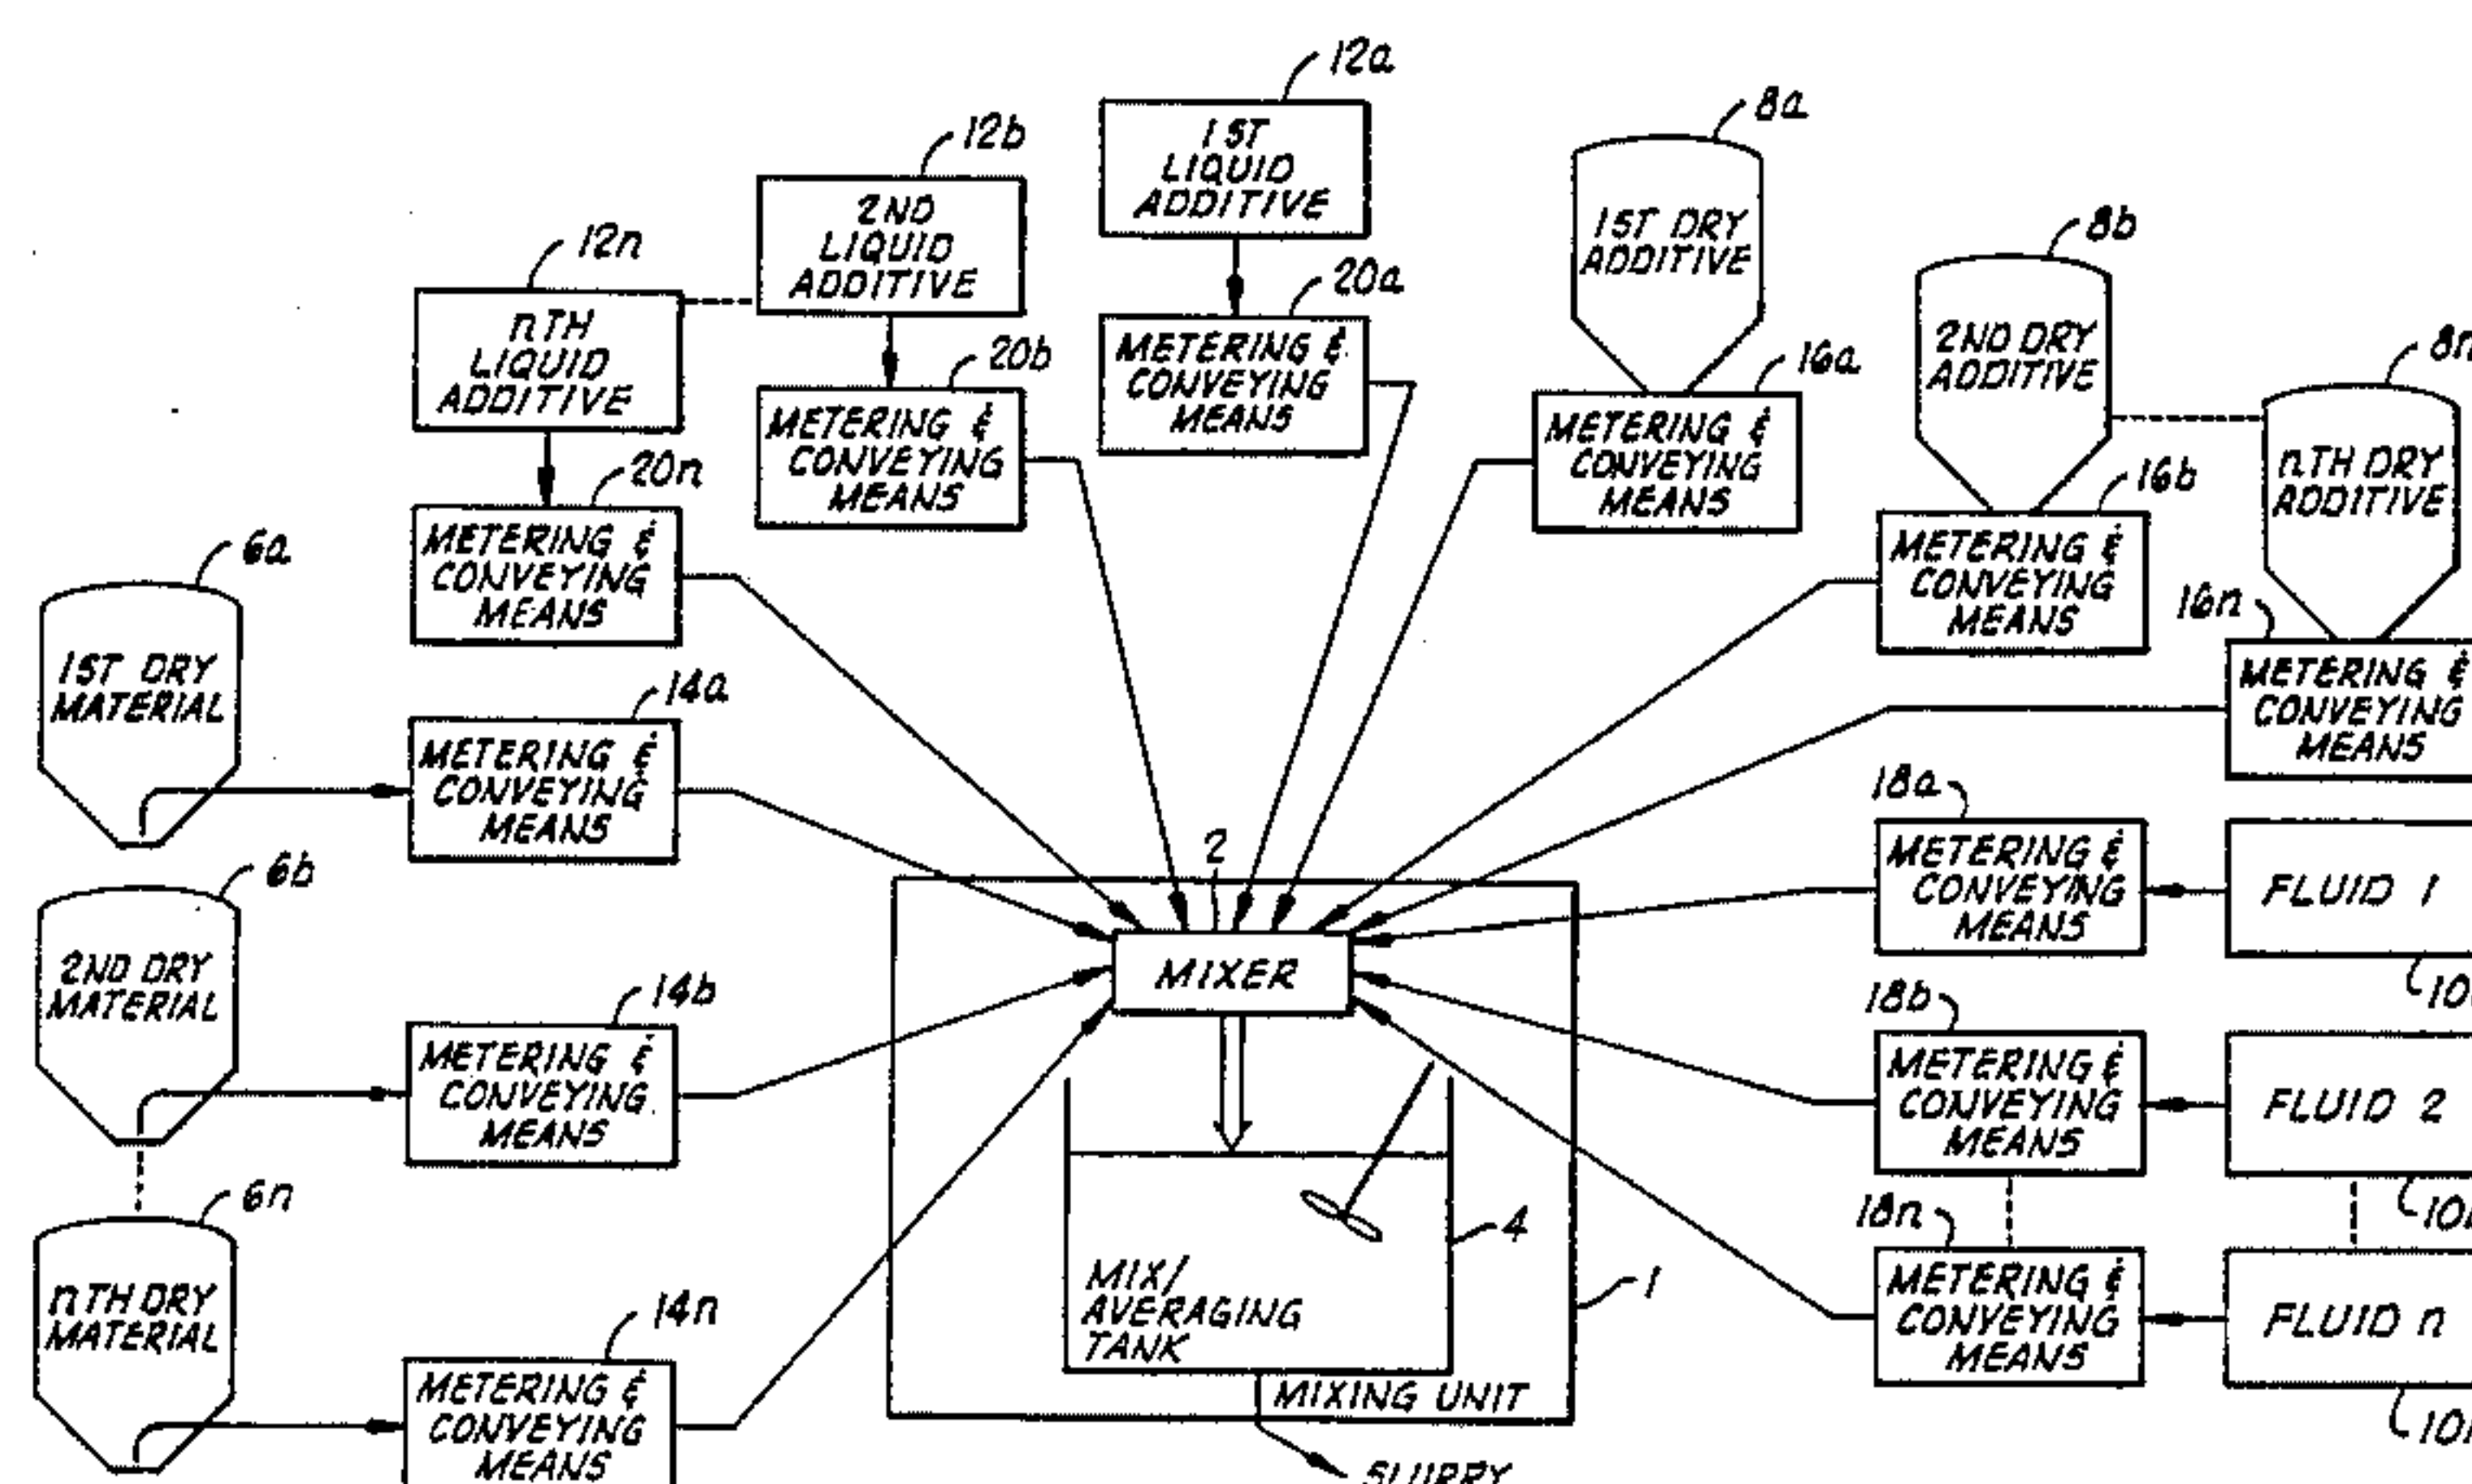 12a
1ST
LIQUID
ADDITIVE
12b
2ND
LIQUID
ADDITIVE
12n
nTH
LIQUID
ADDITIVE
8a
1ST DRY
ADDITIVE
8b
2ND DRY
ADDITIVE
8n
nTH DRY
ADDITIVE
20a
METERING &
CONVEYING
MEANS
20b
METERING &
CONVEYING
MEANS
20n
METERING &
CONVEYING
MEANS
16a
METERING &
CONVEYING
MEANS
16b
METERING &
CONVEYING
MEANS
16n
METERING &
CONVEYING
MEANS
6a
1ST DRY
MATERIAL
14a
METERING &
CONVEYING
MEANS
6b
2ND DRY
MATERIAL
14b
METERING &
CONVEYING
MEANS
6n
nTH DRY
MATERIAL
14n
METERING &
CONVEYING
MEANS
2
MIXER
4
MIX/
AVERAGING
TANK
1
MIXING UNIT
SLURRY
18a
METERING &
CONVEYING
MEANS
FLUID 1
18b
METERING &
CONVEYING
MEANS
FLUID 2
18n
METERING &
CONVEYING
MEANS
FLUID n